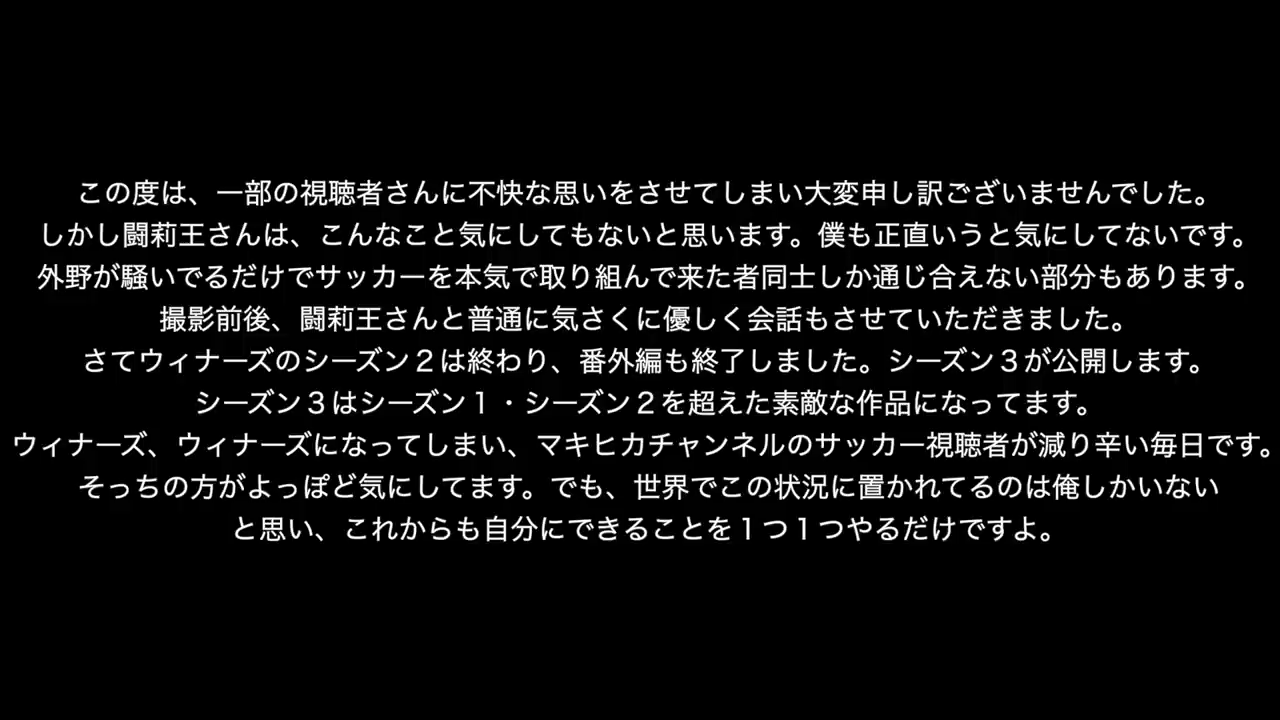 この度は、一部の視聴者さんに不快な思いをさせてしまい大変申し訳ございませんでした。
しかし闘莉王さんは、こんなこと気にしてもないと思います。僕も正直いうと気にしてないです。
外野が騒いでるだけでサッカーを本気で取り組んで来た者同士しか通じ合えない部分もあります。
撮影前後、闘莉王さんと普通に気さくに優しく会話もさせていただきました。
さてウィナーズのシーズン２は終わり、番外編も終了しました。シーズン３が公開します。
シーズン３はシーズン１・シーズン２を超えた素敵な作品になってます。
ウィナーズ、ウィナーズになってしまい、マキヒカチャンネルのサッカー視聴者が減り辛い毎日です。
そっちの方がよっぽど気にしてます。でも、世界でこの状況に置かれてるのは俺しかいない
と思い、これからも自分にできることを１つ１つやるだけですよ。